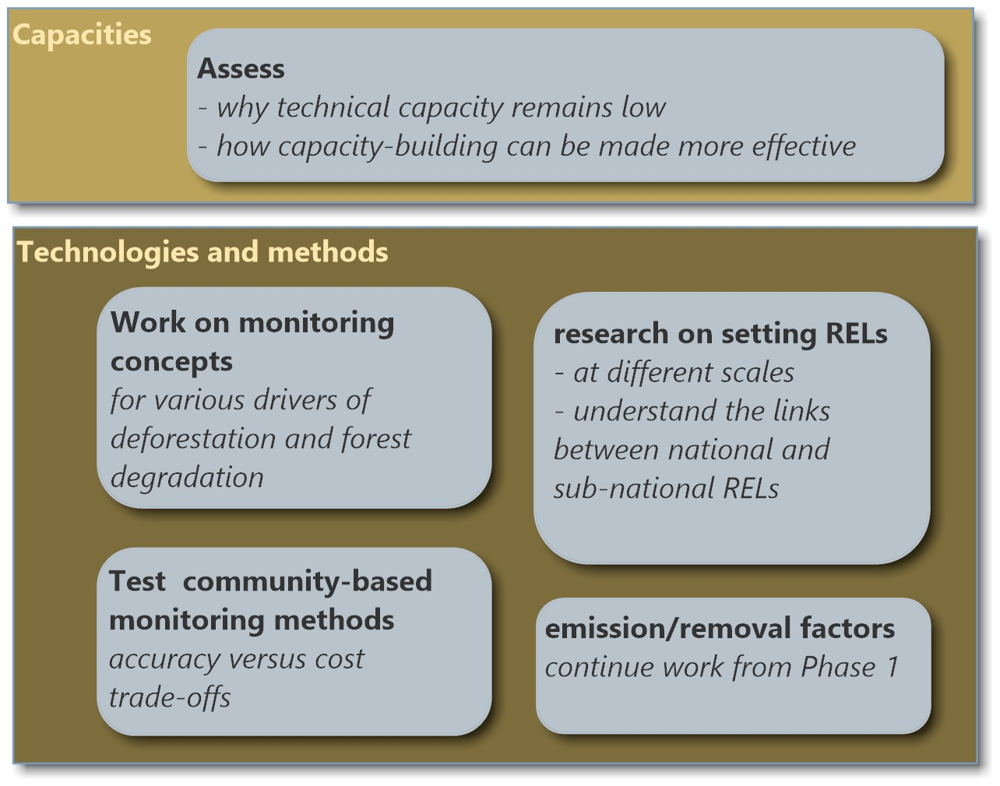 Capacities
Assess
- why technical capacity remains low
- how capacity-building can be made more effective
Technologies and methods
Work on monitoring
concepts
for various drivers of
deforestation and forest
degradation
research on setting RELs
- at different scales
- understand the links
between national and
sub-national RELs
Test  community-based
monitoring methods
accuracy versus cost
trade-offs
emission/removal factors
continue work from Phase 1